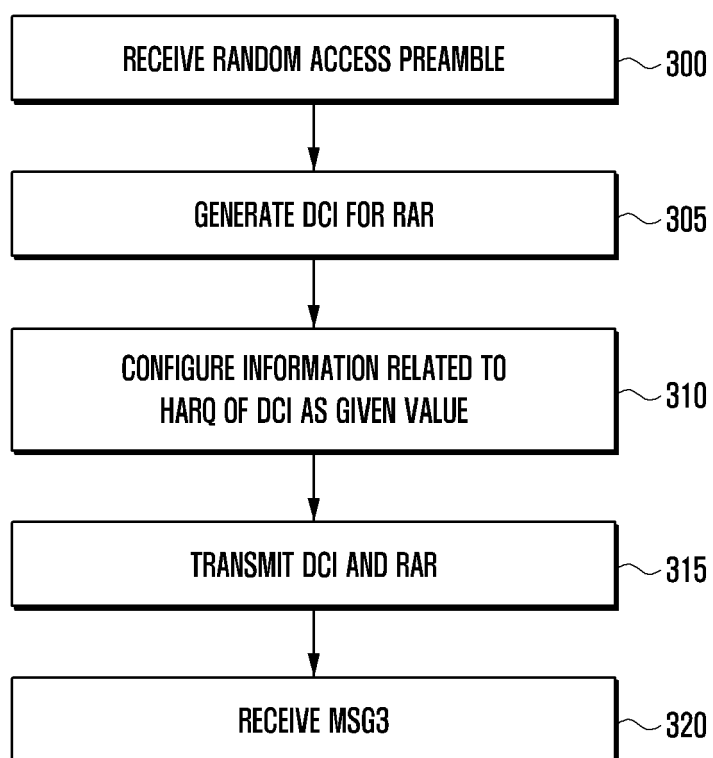 RECEIVE RANDOM ACCESS PREAMBLE
300
GENERATE DCI FOR RAR
305
CONFIGURE INFORMATION RELATED TO
HARQ OF DCI AS GIVEN VALUE
310
TRANSMIT DCI AND RAR
315
RECEIVE MSG3
320